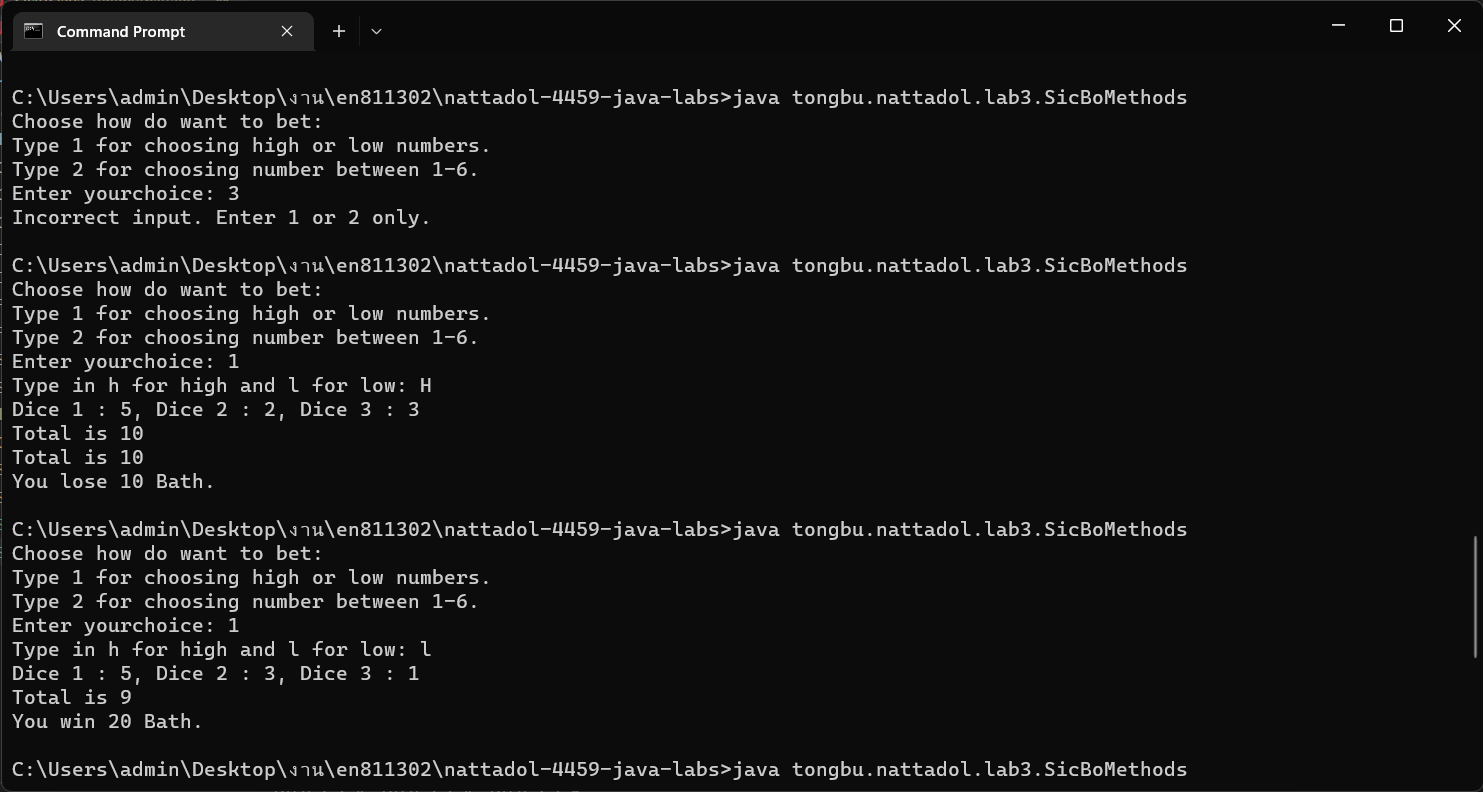 Command Prompt
C:\Users\admin\Desktop\งาน\en811302\nattadol-4459-java-labs>java tongbu.nattadol.lab3.SicBoMethods
Choose how do want to bet:
Type 1 for choosing high or low numbers.
Type 2 for choosing number between 1-6.
Enter yourchoice: 3
Incorrect input. Enter 1 or 2 only.
C:\Users\admin\Desktop\งาน\en811302\nattadol-4459-java-labs>java tongbu.nattadol.lab3.SicBoMethods
Choose how do want to bet:
Type 1 for choosing high or low numbers.
Type 2 for choosing number between 1-6.
Enter yourchoice: 1
Type in h for high and l for low: H
Dice 1 : 5, Dice 2 : 2, Dice 3 : 3
Total is 10
Total is 10
You lose 10 Bath.
C:\Users\admin\Desktop\งาน\en811302\nattadol-4459-java-labs>java tongbu.nattadol.lab3.SicBoMethods
Choose how do want to bet:
Type 1 for choosing high or low numbers.
Type 2 for choosing number between 1-6.
Enter yourchoice: 1
Type in h for high and l for low: l
Dice 1 : 5, Dice 2 : 3, Dice 3 : 1
Total is 9
You win 20 Bath.
C:\Users\admin\Desktop\งาน\en811302\nattadol-4459-java-labs>java tongbu.nattadol.lab3.SicBoMethods